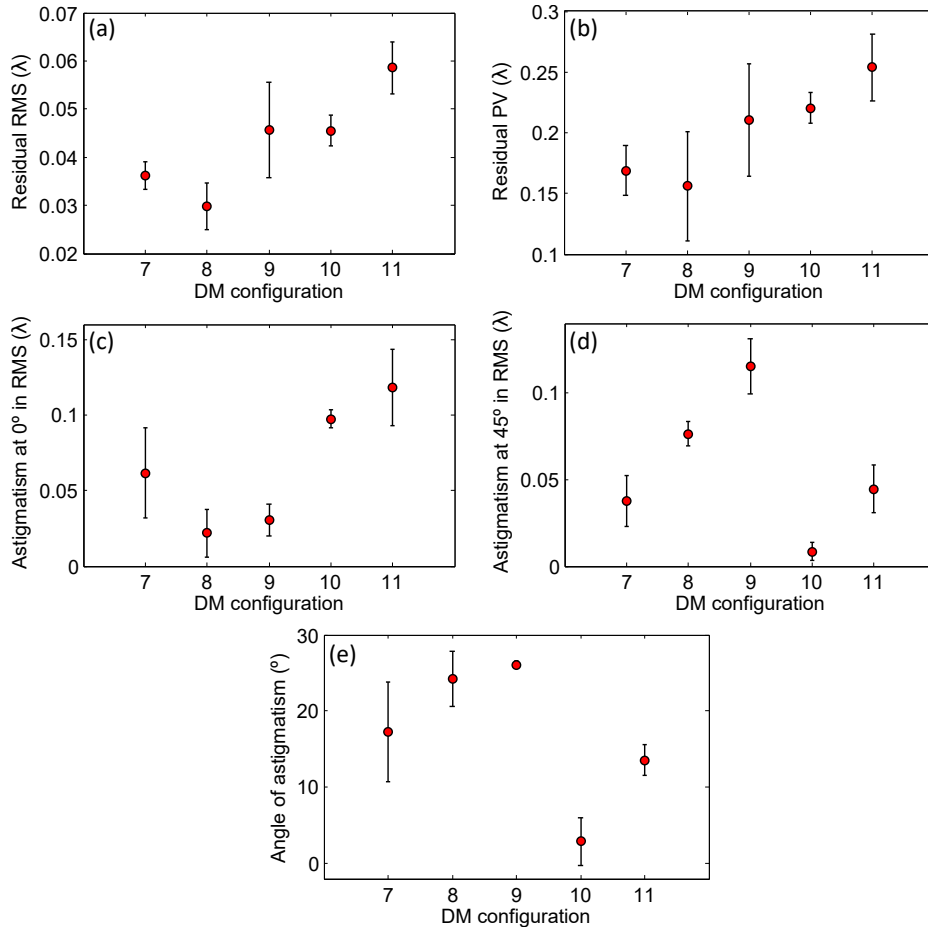 (a)
Residual RMS (λ)
0.07
0.06
0.05
0.04
0.03
0.02
7 8 9 10 11
DM configuration
(b)
Residual PV (λ)
0.3
0.25
0.2
0.15
0.1
7 8 9 10 11
DM configuration
(c)
Astigmatism at 0º in RMS (λ)
0.15
0.1
0.05
0
7 8 9 10 11
DM configuration
(d)
Astigmatism at 45º in RMS (λ)
0.1
0.05
0
7 8 9 10 11
DM configuration
(e)
Angle of astigmatism (º)
30
20
10
0
7 8 9 10 11
DM configuration